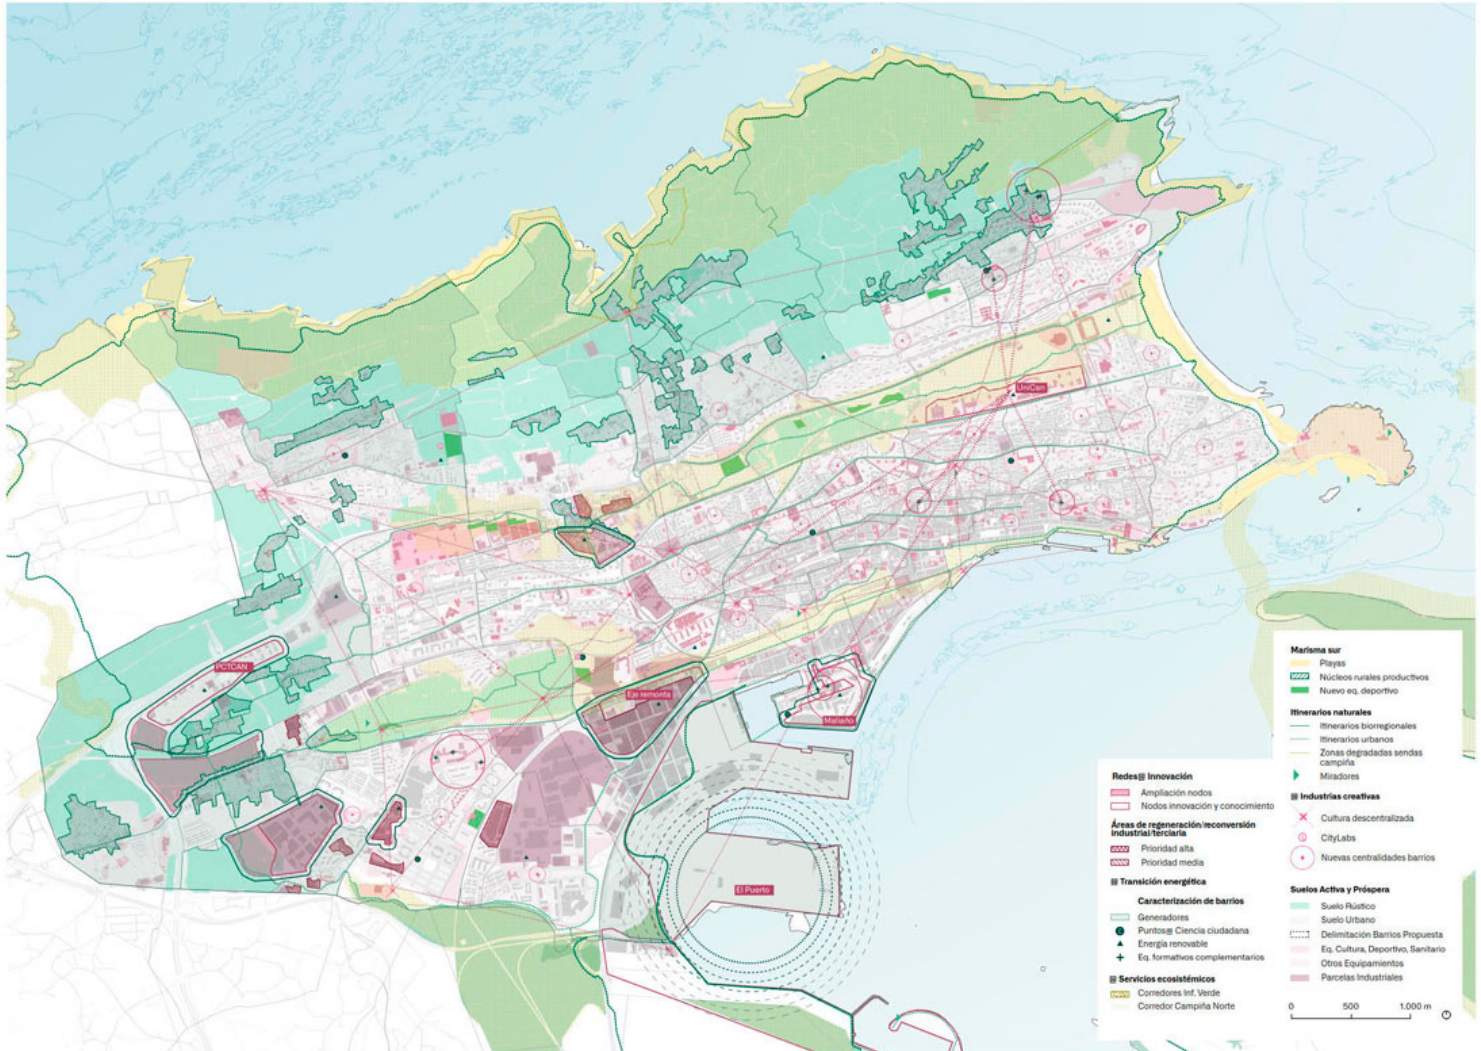 UniCan
PCTCAN
Eje remonta
Maliaño
El Puerto
Redes⊞ Innovación
Ampliación nodos
Nodos innovación y conocimiento
Áreas de regeneración/reconversión
industrial/terciaria
Prioridad alta
Prioridad media
⊞ Transición energética
Caracterización de barrios
Generadores
Puntos⊞ Ciencia ciudadana
Energía renovable
Eq. formativos complementarios
⊞ Servicios ecosistémicos
Corredores Inf. Verde
Corredor Campiña Norte
Marisma sur
Playas
Núcleos rurales productivos
Nuevo eq. deportivo
Itinerarios naturales
Itinerarios biorregionales
Itinerarios urbanos
Zonas degradadas sendas
campiña
Miradores
⊞ Industrias creativas
Cultura descentralizada
CityLabs
Nuevas centralidades barrios
Suelos Activa y Próspera
Suelo Rústico
Suelo Urbano
Delimitación Barrios Propuesta
Eq. Cultura, Deportivo, Sanitario
Otros Equipamientos
Parcelas Industriales
0 500 1.000 m